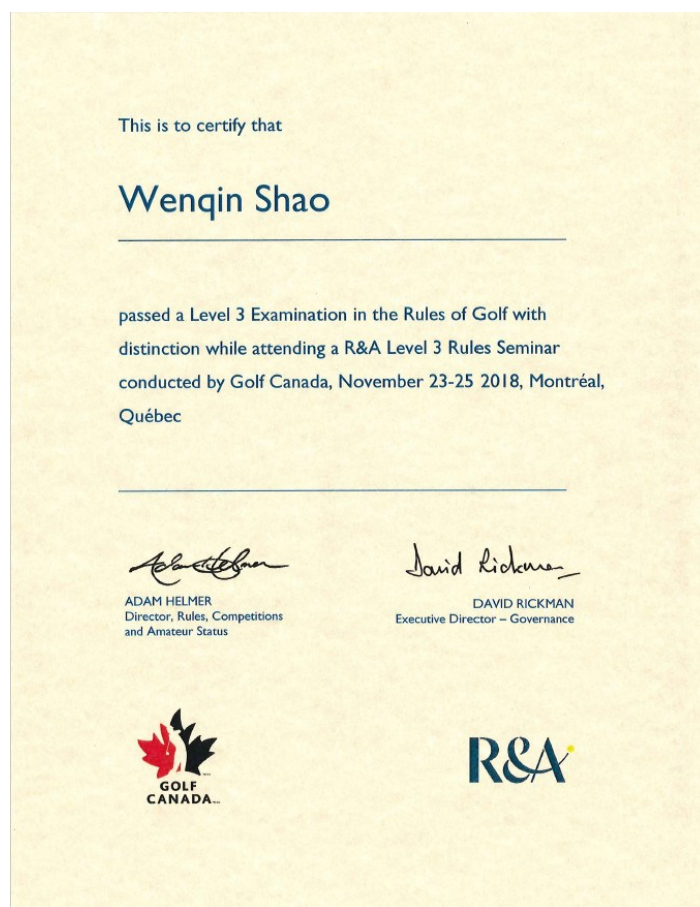 This is to certify that
Wenqin Shao
passed a Level 3 Examination in the Rules of Golf with
distinction while attending a R&A Level 3 Rules Seminar
conducted by Golf Canada, November 23-25 2018, Montréal,
Québec
Adam Helmer
David Rickman
ADAM HELMER
Director, Rules, Competitions
and Amateur Status
DAVID RICKMAN
Executive Director – Governance
GOLF
CANADA
R&A